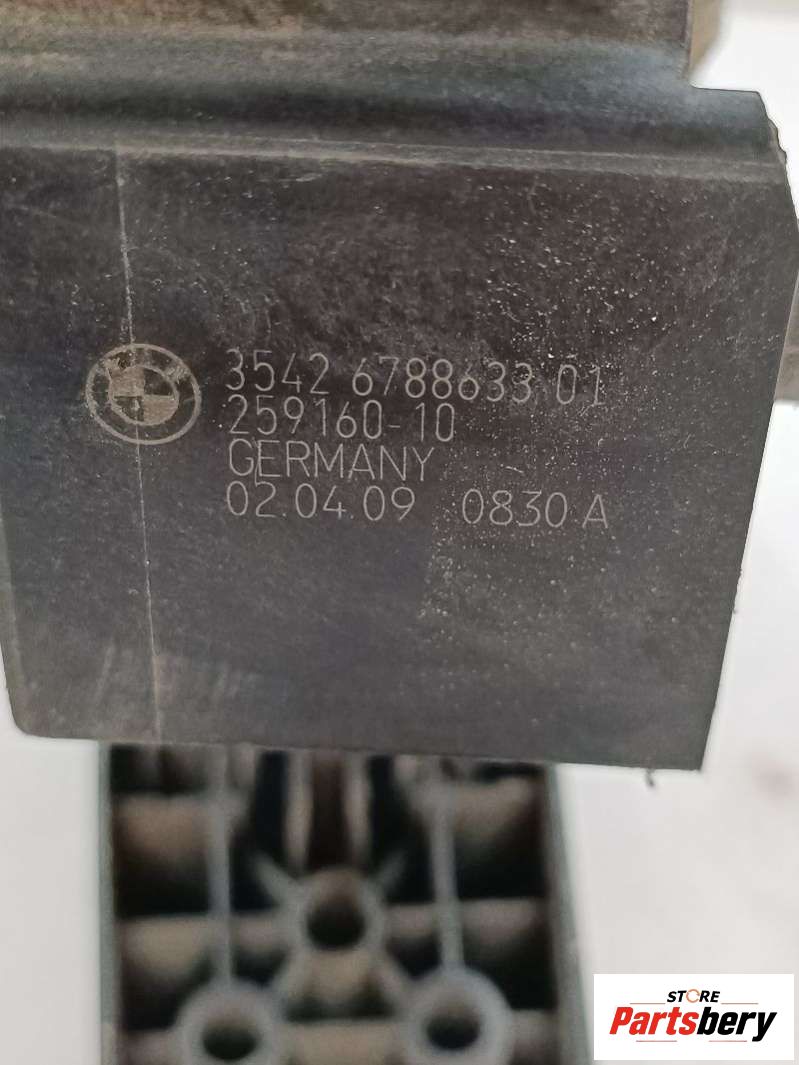 3542 6788633 01
259160-10
GERMANY
02.04.09 0830 A
STORE
Partsbery